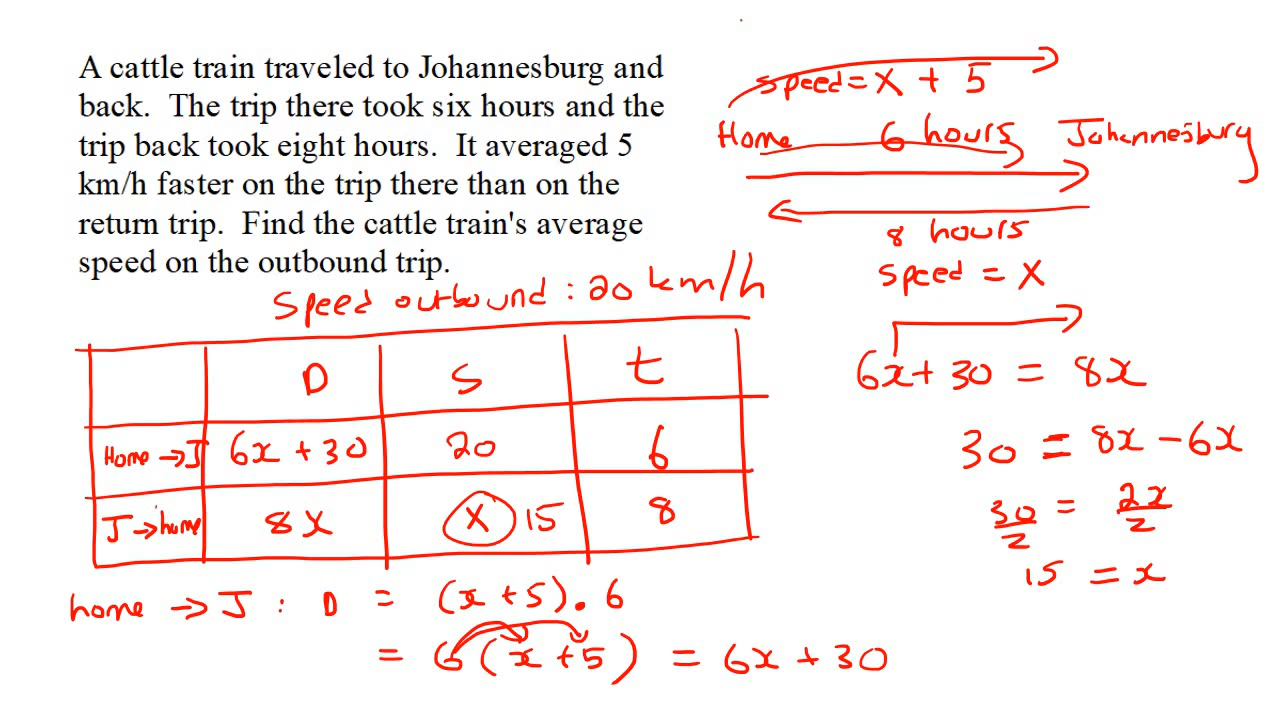 A cattle train traveled to Johannesburg and
back. The trip there took six hours and the
trip back took eight hours. It averaged 5
km/h faster on the trip there than on the
return trip. Find the cattle train's average
speed on the outbound trip.
speed = x + 5
Home 6 hours Johannesburg
8 hours
speed = x
Speed outbound : 20 km/h
D S t
Home → J 6x + 30 20 6
J → home 8x x 15 8
6x + 30 = 8x
30 = 8x - 6x
30/2 = 2x/2
15 = x
home → J : D = (x + 5) . 6
= 6 (x + 5) = 6x + 30